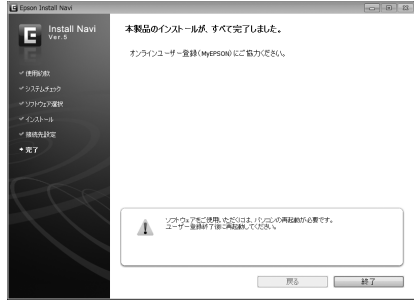 Epson Install Navi
Install Navi
Ver.5
使用許諾
システムチェック
ソフトウェア選択
インストール
接続先設定
完了
本製品のインストールが、すべて完了しました。
オンラインユーザー登録(MyEPSON)にご協力ください。
ソフトウェアをご使用いただくには、パソコンの再起動が必要です。
ユーザー登録終了後に再起動してください。
戻る
終了